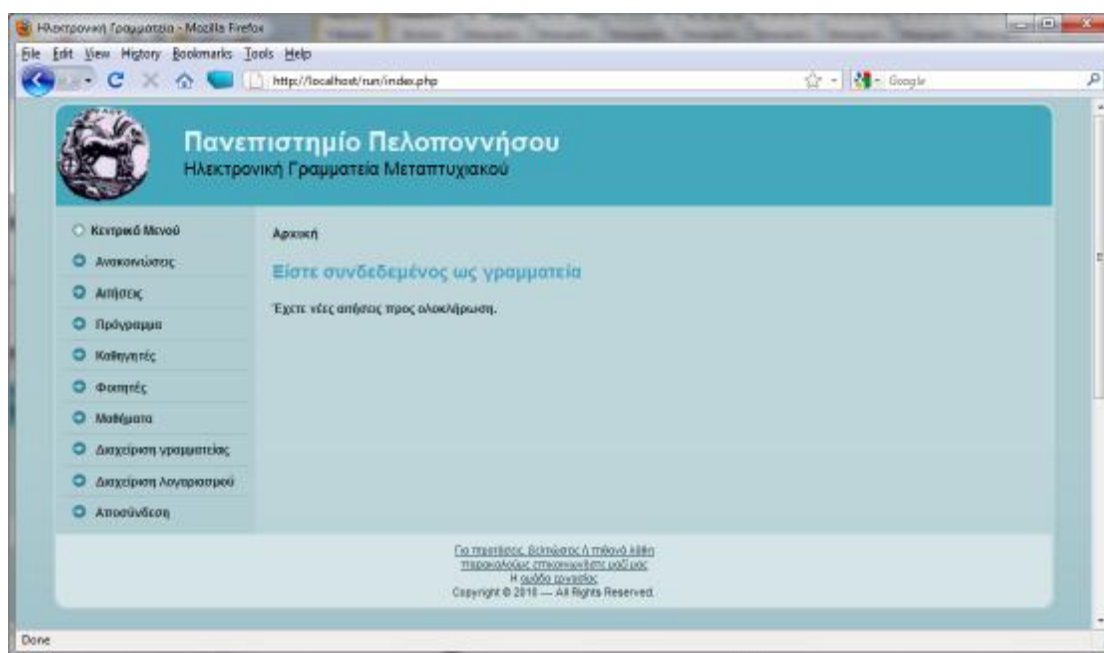 Ηλεκτρονική Γραμματεία - Mozilla Firefox
File Edit View History Bookmarks Tools Help
http://localhost/run/index.php
Google
Πανεπιστημίο Πελοποννήσου
Ηλεκτρονική Γραμματεία Μεταπτυχιακού
Κεντρικό Μενού
Ανακοινώσεις
Αιτήσεις
Πρόγραμμα
Καθηγητές
Φοιτητές
Μαθήματα
Διαχείριση γραμματείας
Διαχείριση λογαριασμού
Αποσύνδεση
Αρχική
Είστε συνδεδεμένος ως γραμματεία
Έχετε νέες αιτήσεις προς ολοκλήρωση.
Για προτάσεις, βελτιώσεις ή πιθανά λάθη
παρακαλούμε επικοινωνήστε μαζί μας
Η ομάδα εργασίας
Copyright © 2010 — All Rights Reserved.
Done